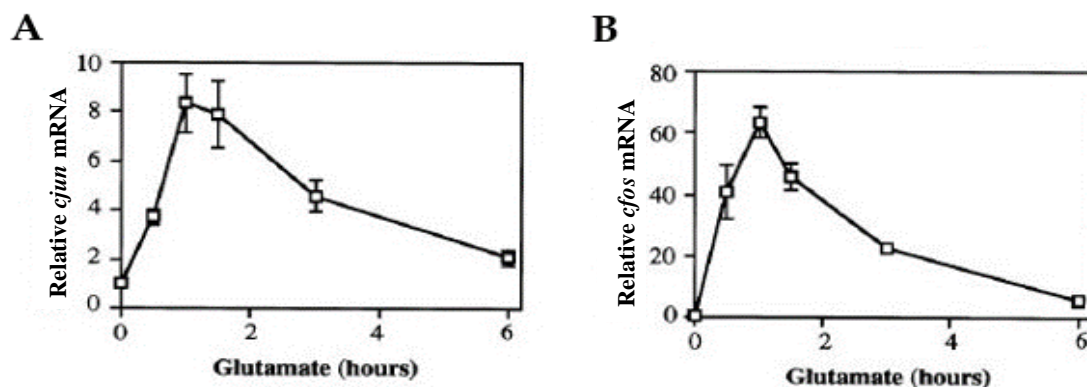 A
Relative cjun mRNA
10
8
6
4
2
0
0 2 4 6
Glutamate (hours)
B
Relative cfos mRNA
80
60
40
20
0
0 2 4 6
Glutamate (hours)